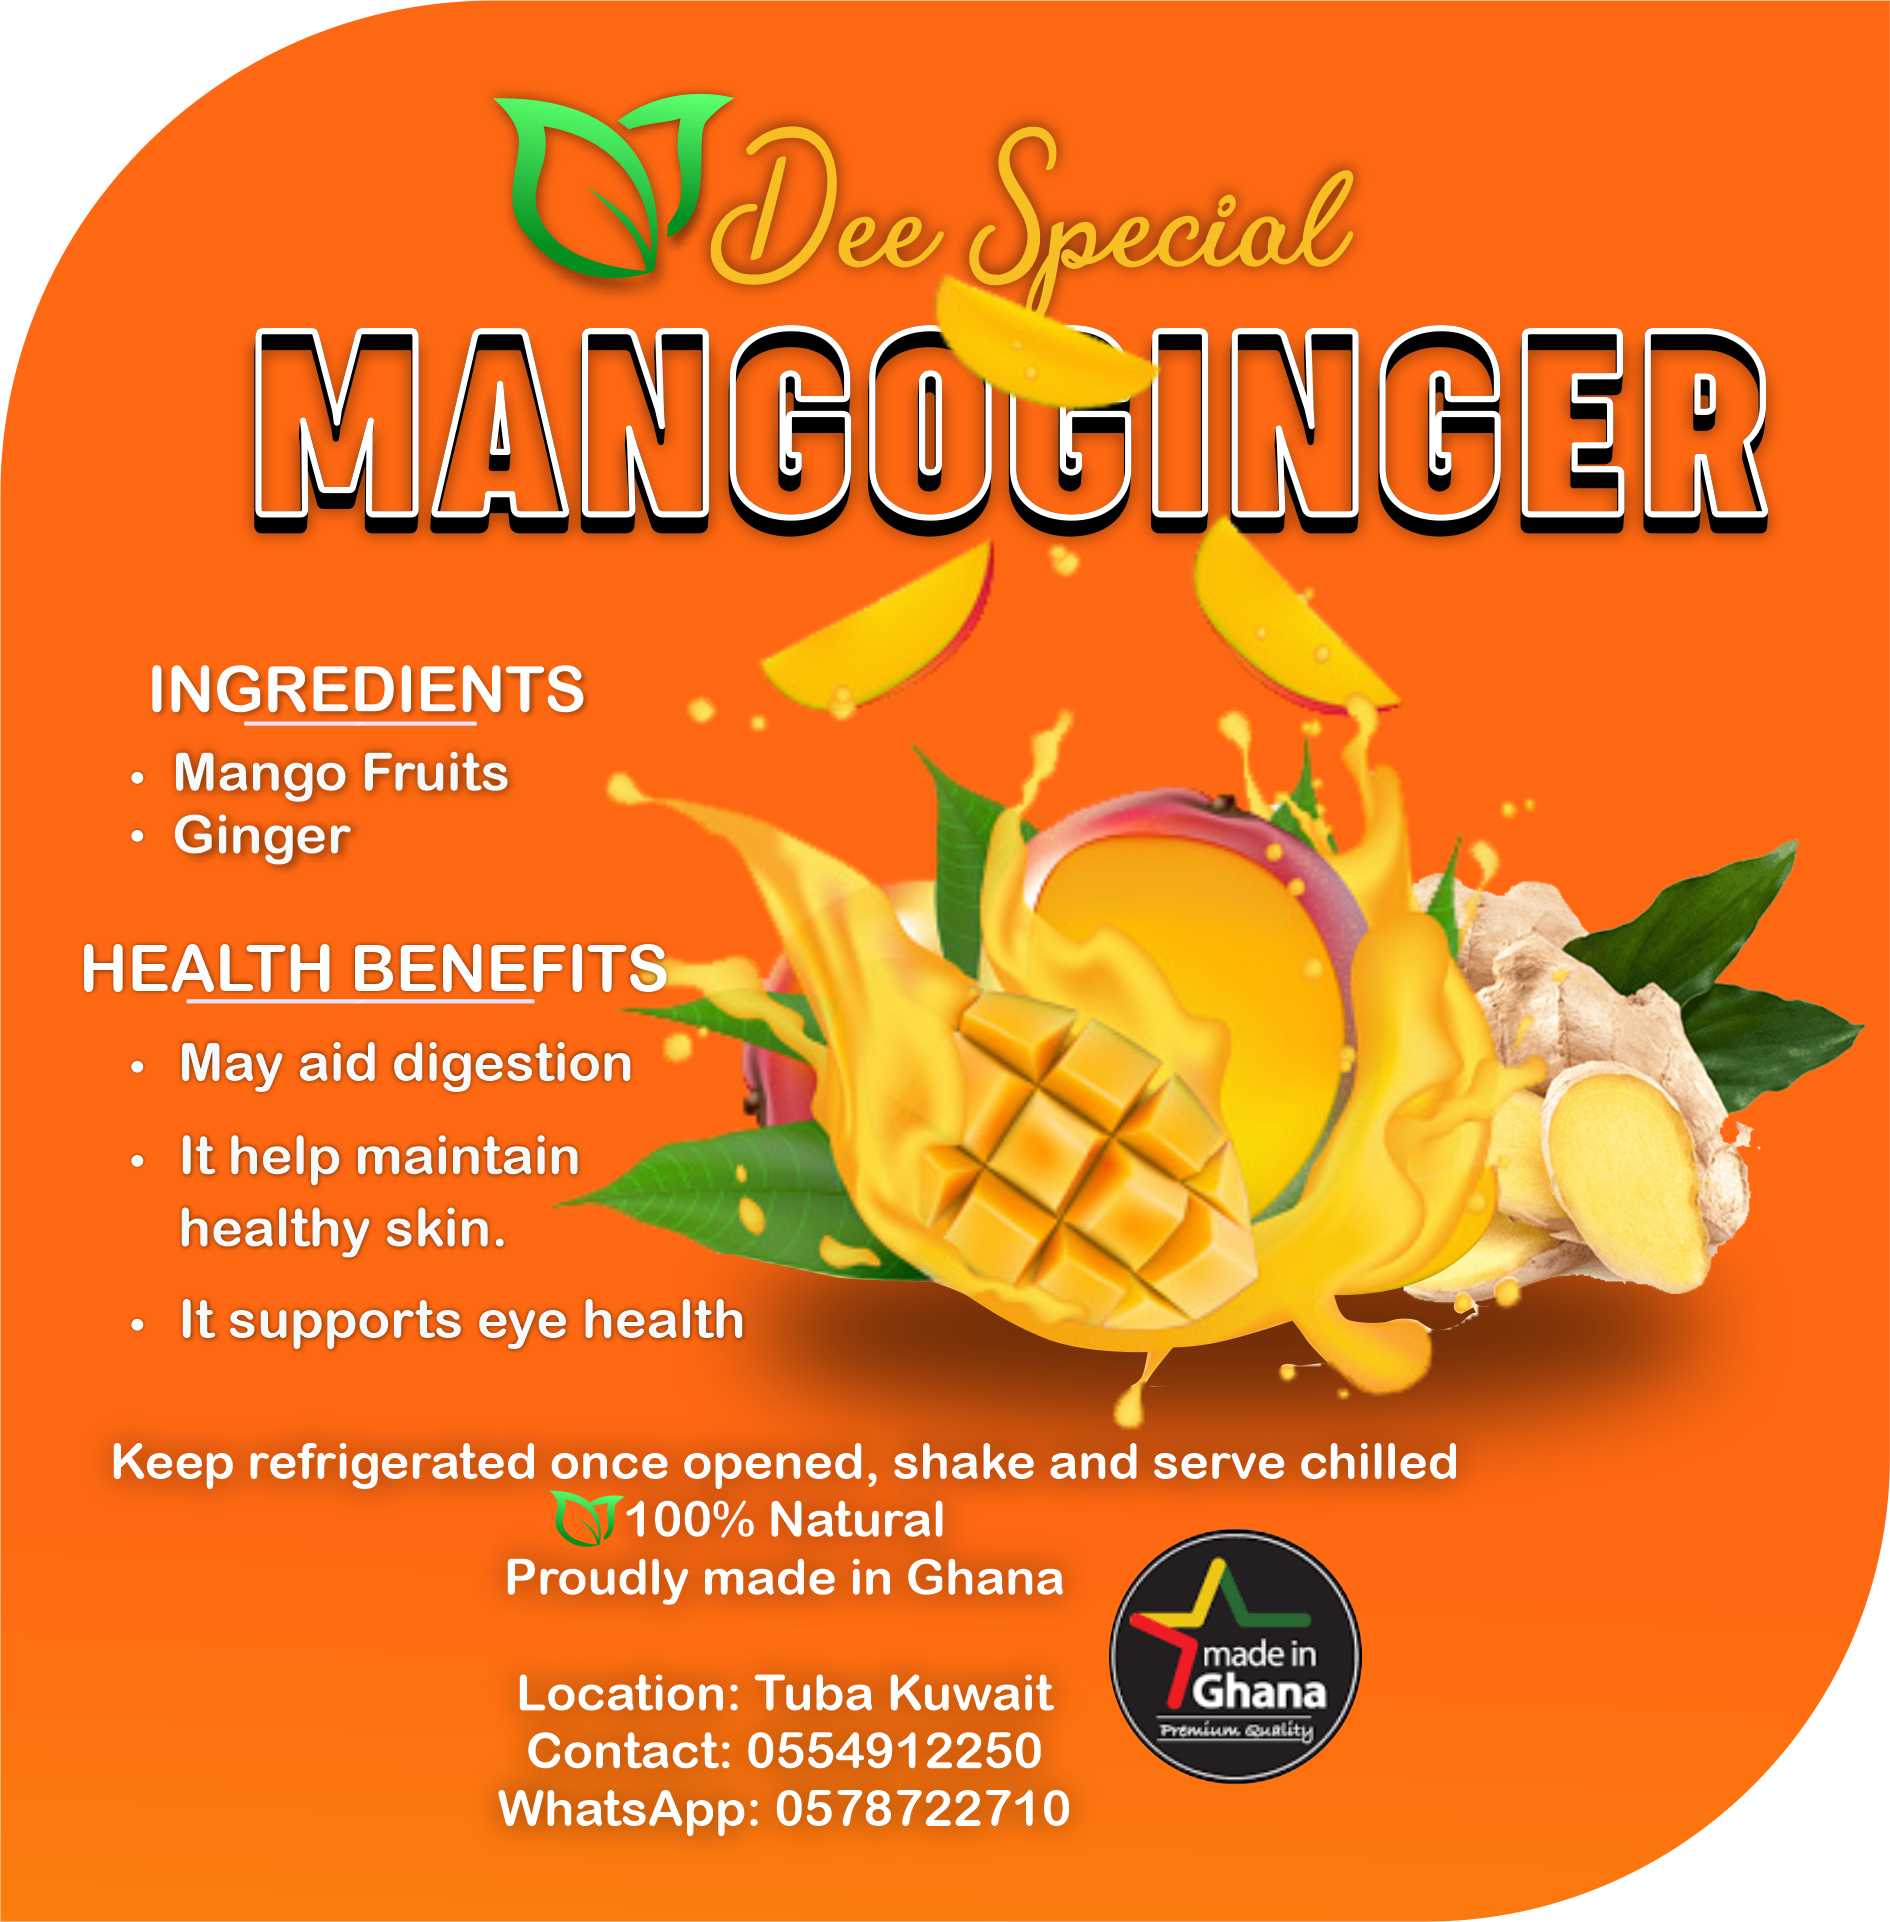 Dee Special
MANGOGINGER
INGREDIENTS
• Mango Fruits
• Ginger
HEALTH BENEFITS
• May aid digestion
• It help maintain
healthy skin.
• It supports eye health
Keep refrigerated once opened, shake and serve chilled
100% Natural
Proudly made in Ghana
made in
Ghana
Premium Quality
Location: Tuba Kuwait
Contact: 0554912250
WhatsApp: 0578722710